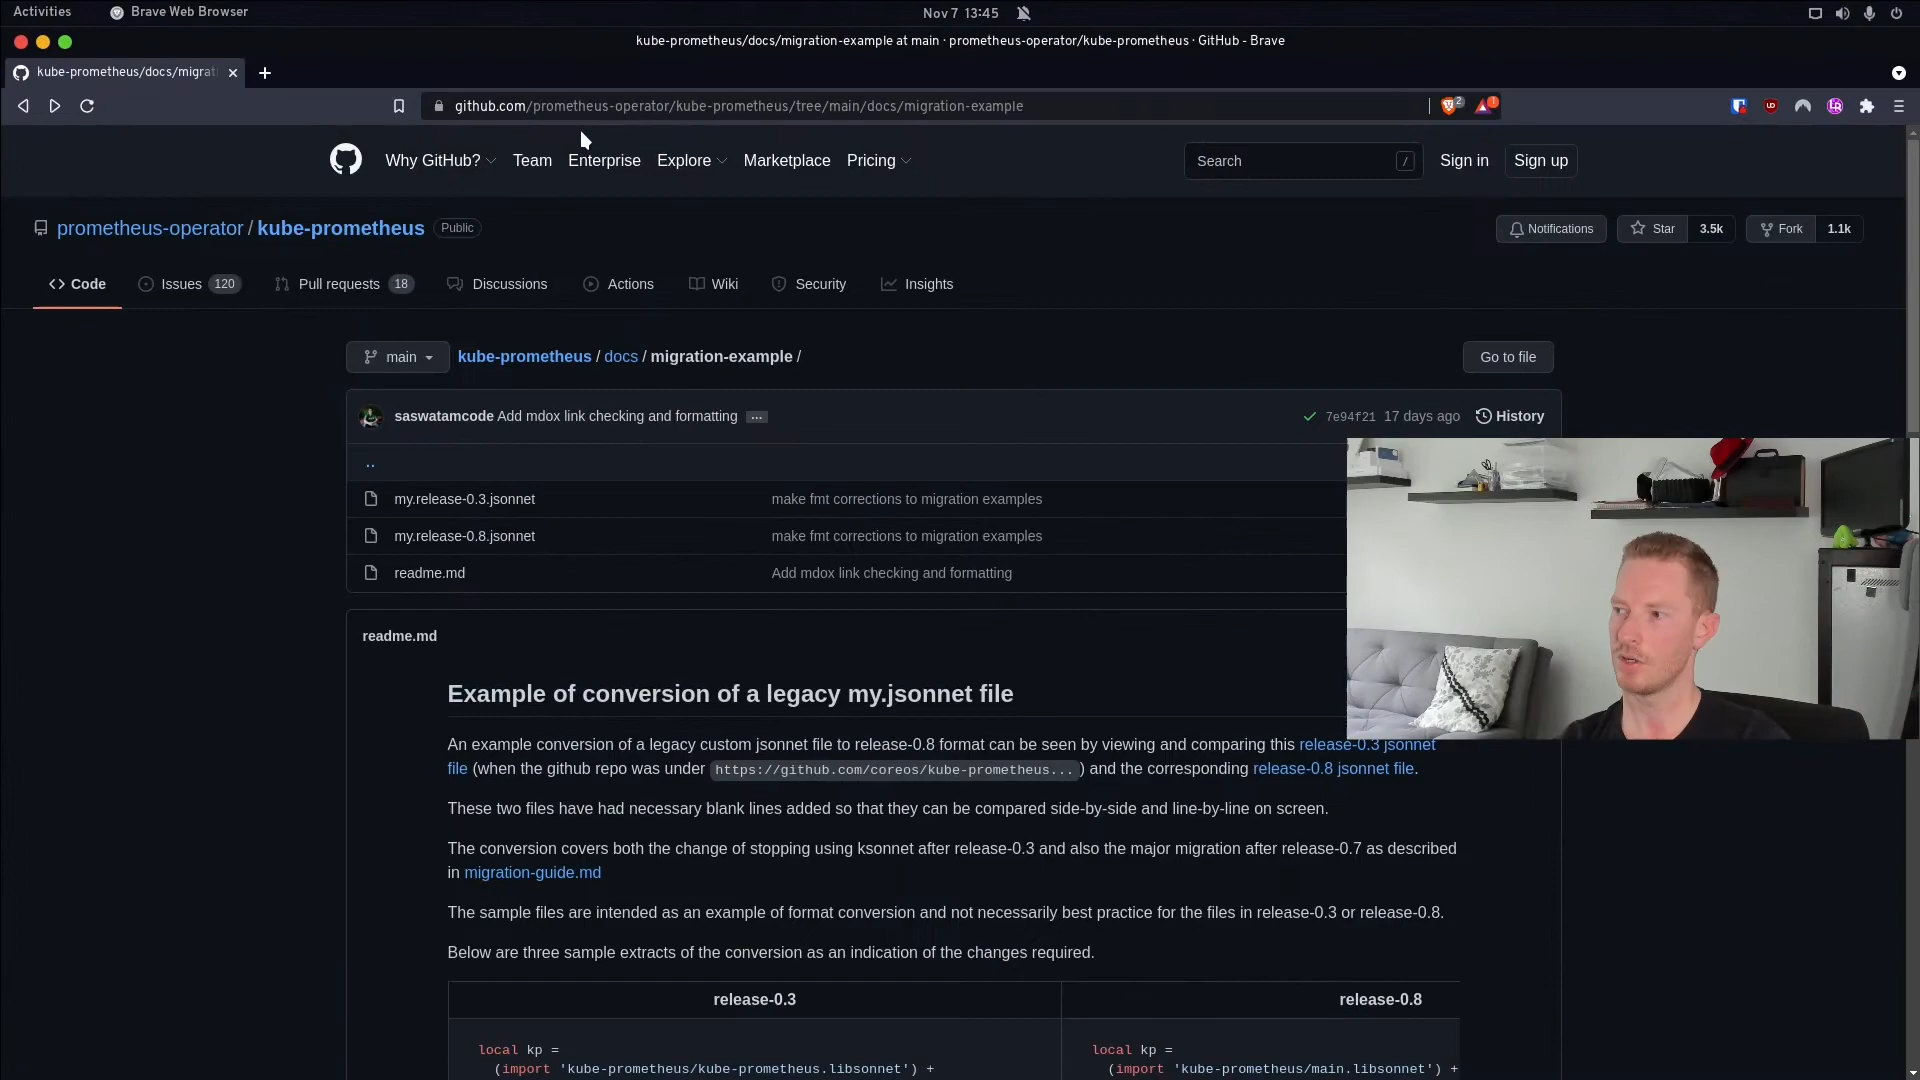 Activities
Brave Web Browser
Nov 7 13:45
kube-prometheus/docs/migration-example at main · prometheus-operator/kube-prometheus · GitHub - Brave
kube-prometheus/docs/migrat
github.com/prometheus-operator/kube-prometheus/tree/main/docs/migration-example
2
1
Why GitHub?
Team
Enterprise
Explore
Marketplace
Pricing
Search
/
Sign in
Sign up
prometheus-operator / kube-prometheus
Public
Notifications
Star
3.5k
Fork
1.1k
Code
Issues 120
Pull requests 18
Discussions
Actions
Wiki
Security
Insights
main
kube-prometheus / docs / migration-example /
Go to file
saswatamcode Add mdox link checking and formatting ...
7e94f21 17 days ago
History
..
my.release-0.3.jsonnet
make fmt corrections to migration examples
my.release-0.8.jsonnet
make fmt corrections to migration examples
readme.md
Add mdox link checking and formatting
readme.md
Example of conversion of a legacy my.jsonnet file
An example conversion of a legacy custom jsonnet file to release-0.8 format can be seen by viewing and comparing this release-0.3 jsonnet
file (when the github repo was under https://github.com/coreos/kube-prometheus... ) and the corresponding release-0.8 jsonnet file.
These two files have had necessary blank lines added so that they can be compared side-by-side and line-by-line on screen.
The conversion covers both the change of stopping using ksonnet after release-0.3 and also the major migration after release-0.7 as described
in migration-guide.md
The sample files are intended as an example of format conversion and not necessarily best practice for the files in release-0.3 or release-0.8.
Below are three sample extracts of the conversion as an indication of the changes required.
release-0.3
release-0.8
local kp =
(import 'kube-prometheus/kube-prometheus.libsonnet') +
local kp =
(import 'kube-prometheus/main.libsonnet') +